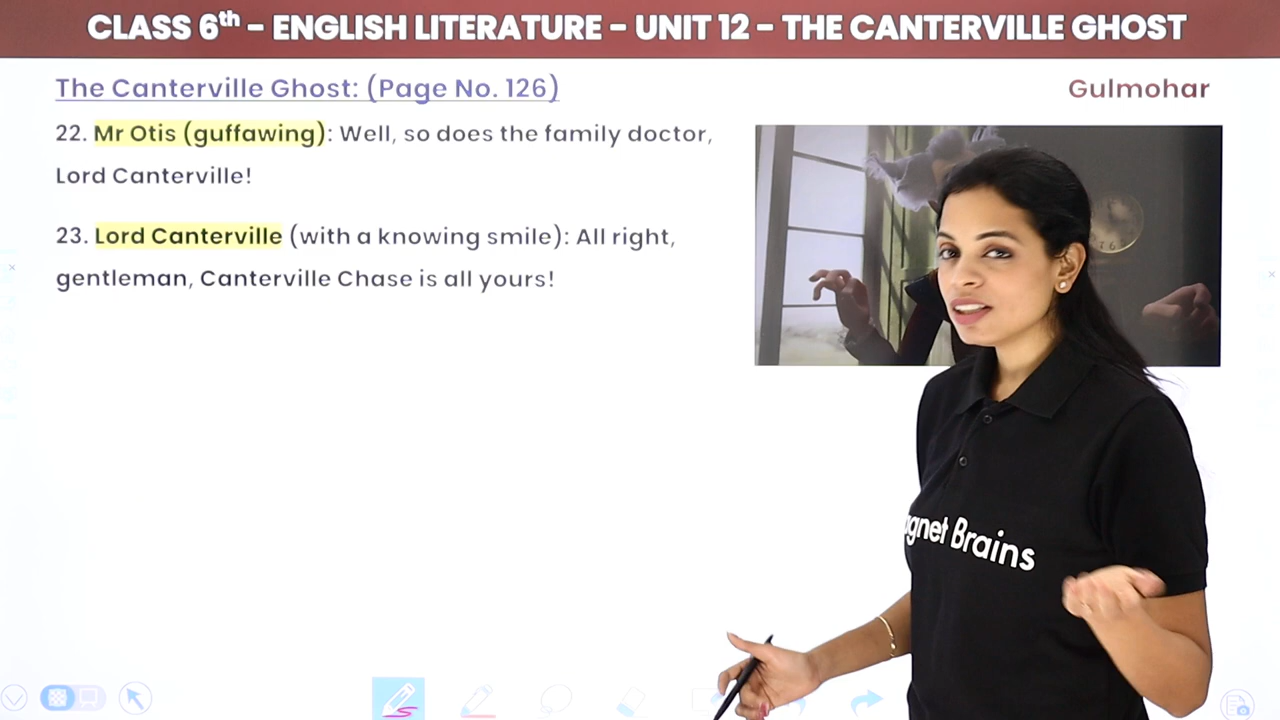 CLASS 6th - ENGLISH LITERATURE - UNIT 12 - THE CANTERVILLE GHOST
The Canterville Ghost: (Page No. 126)
Gulmohar
22. Mr Otis (guffawing): Well, so does the family doctor,
Lord Canterville!
23. Lord Canterville (with a knowing smile): All right,
gentleman, Canterville Chase is all yours!
Brains